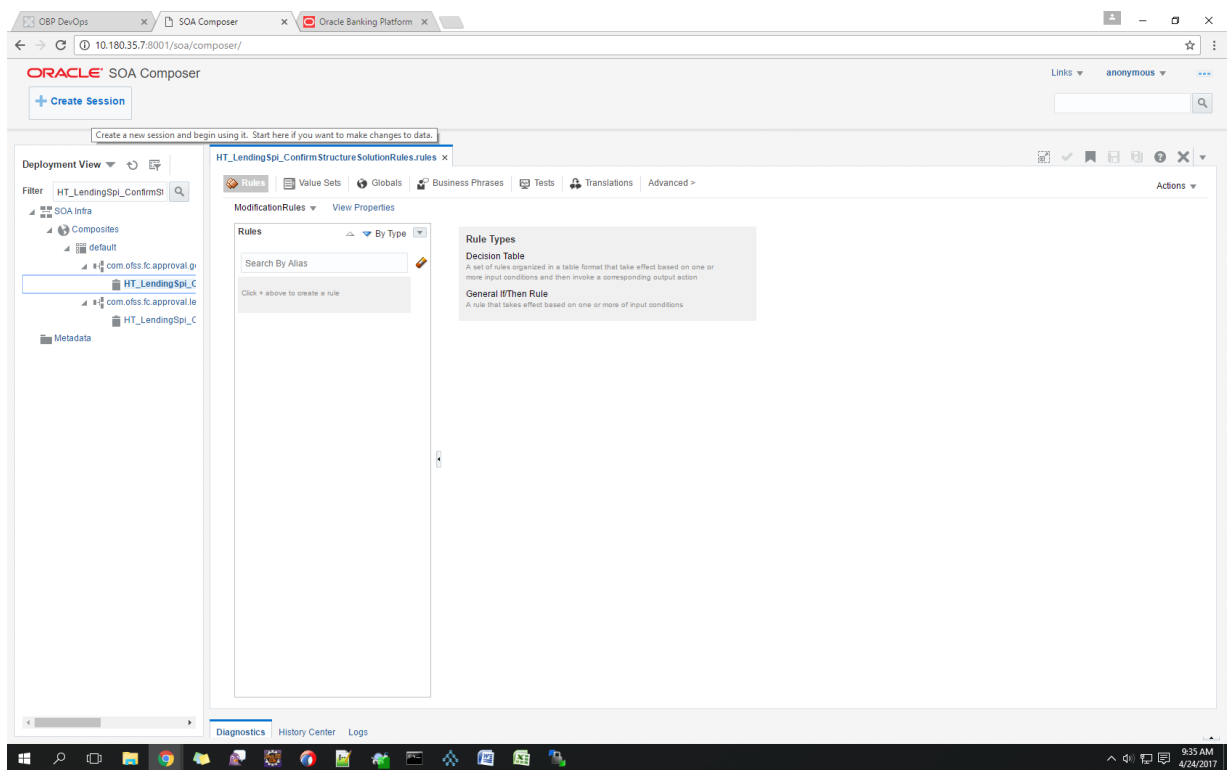 OBP DevOps
SOA Composer
Oracle Banking Platform
10.180.35.7:8001/soa/composer/
ORACLE SOA Composer
Links
anonymous
Create Session
Create a new session and begin using it. Start here if you want to make changes to data.
Deployment View
Filter HT_LendingSpi_ConfirmSt
SOA Infra
Composites
default
com.ofss.fc.approval.g
HT_LendingSpi_C
com.ofss.fc.approval.le
HT_LendingSpi_C
Metadata
HT_LendingSpi_ConfirmStructureSolutionRules.rules
Rules Value Sets Globals Business Phrases Tests Translations Advanced >
Actions
ModificationRules View Properties
Rules By Type
Search By Alias
Click + above to create a rule
Rule Types
Decision Table
A set of rules organized in a table format that take effect based on one or
more input conditions and then invoke a corresponding output action
General If/Then Rule
A rule that takes effect based on one or more of input conditions
Diagnostics History Center Logs
9:35 AM
4/24/2017